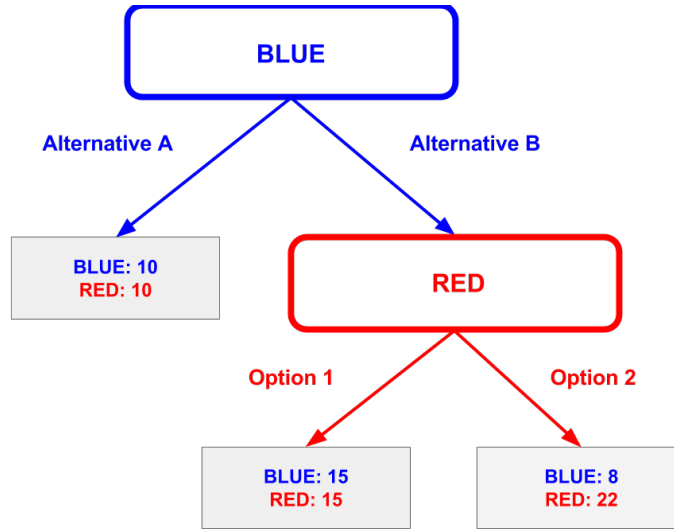 BLUE
Alternative A
Alternative B
BLUE: 10
RED: 10
RED
Option 1
Option 2
BLUE: 15
RED: 15
BLUE: 8
RED: 22